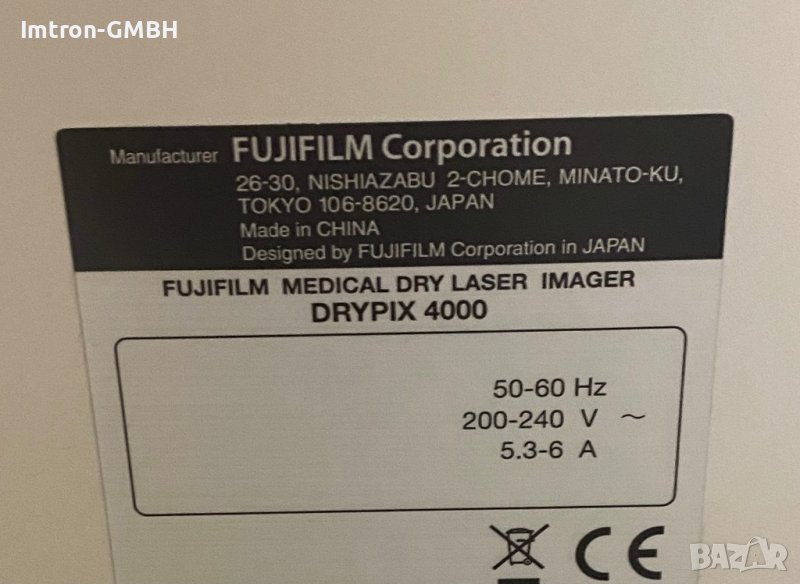 Imtron-GMBH
Manufacturer FUJIFILM Corporation
26-30, NISHIAZABU 2-CHOME, MINATO-KU,
TOKYO 106-8620, JAPAN
Made in CHINA
Designed by FUJIFILM Corporation in JAPAN
FUJIFILM MEDICAL DRY LASER IMAGER
DRYPIX 4000
50-60 Hz
200-240 V ~
5.3-6 A
CE
BAZAR